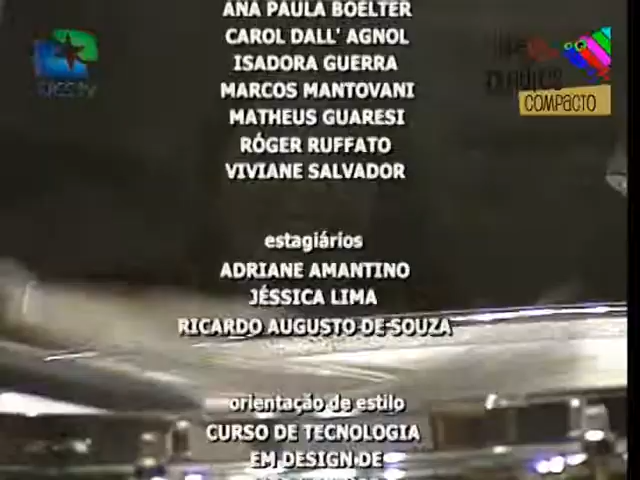 ANA PAULA BOELTER
CAROL DALL' AGNOL
ISADORA GUERRA
MARCOS MANTOVANI
MATHEUS GUARESI
RÓGER RUFFATO
VIVIANE SALVADOR
estagiários
ADRIANE AMANTINO
JÉSSICA LIMA
RICARDO AUGUSTO DE SOUZA
orientação de estilo
CURSO DE TECNOLOGIA
EM DESIGN DE
UCSTV
COMPACTO